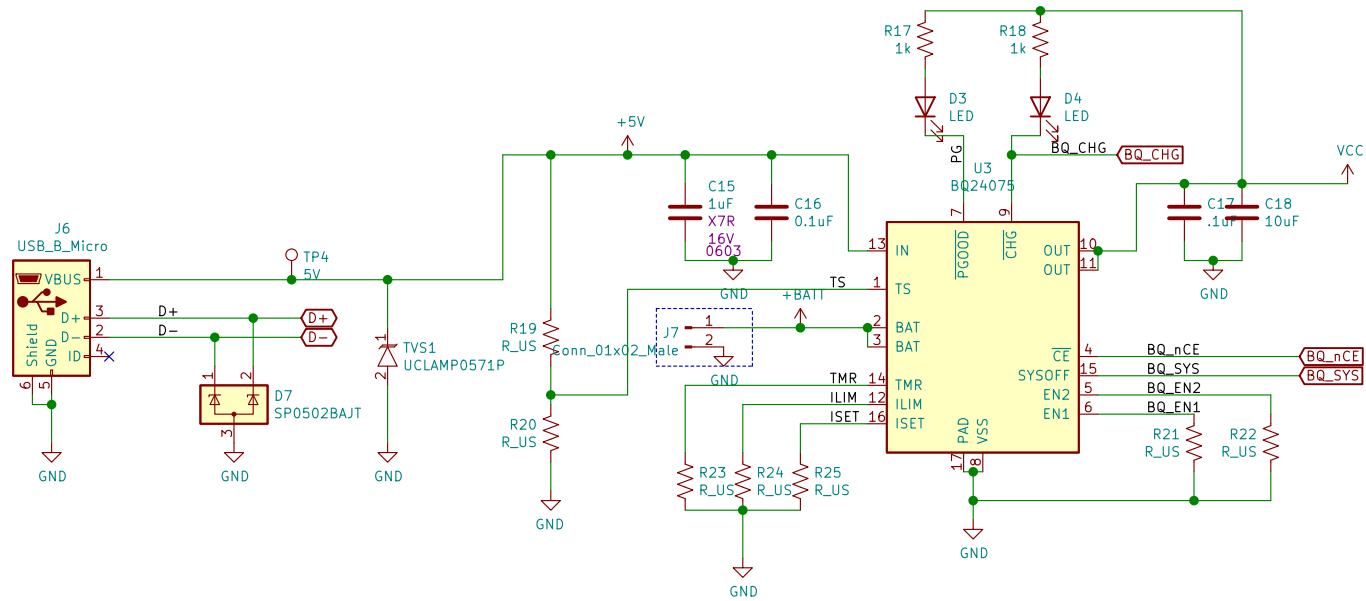 R17
1k
R18
1k
D3
LED
D4
LED
+5V
PG
BQ_CHG
BQ_CHG
VCC
U3
BQ24075
C15
1uF
X7R
16V
0603
C16
0.1uF
C17
.1uF
C18
10uF
J6
USB_B_Micro
TP4
5V
VBUS
1
D+
3
D-
2
ID
4
Shield
GND
6
5
D+
D-
D+
D-
GND
7
9
PGOOD
CHG
13
IN
OUT
10
OUT
11
GND
TS
1
TS
+BATT
J7
Conn_01x02_Male
1
2
GND
2
BAT
3
BAT
R19
R_US
TVS1
UCLAMP0571P
1
2
1
2
3
D7
SP0502BAJT
TMR
14
TMR
ILIM
12
ILIM
ISET
16
ISET
CE
4
BQ_nCE
BQ_nCE
SYSOFF
15
BQ_SYS
BQ_SYS
EN2
5
BQ_EN2
EN1
6
BQ_EN1
PAD
VSS
17
8
R20
R_US
R21
R_US
R22
R_US
R23
R_US
R24
R_US
R25
R_US
GND
GND
GND
GND
GND
GND